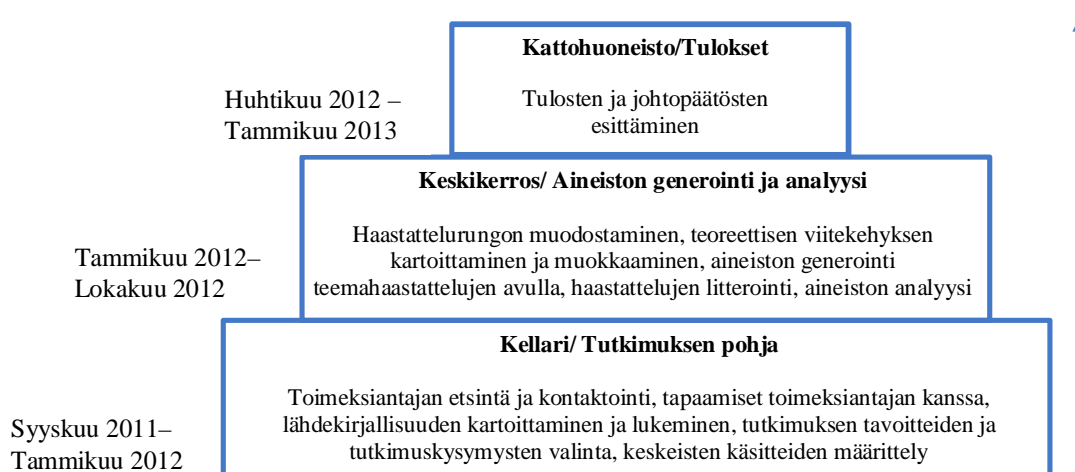 Kattohuoneisto/Tulokset
Huhtikuu 2012 –
Tammikuu 2013
Tulosten ja johtopäätösten
esittäminen
Keskikerros/ Aineiston generointi ja analyysi
Tammikuu 2012–
Lokakuu 2012
Haastattelurungon muodostaminen, teoreettisen viitekehyksen
kartoittaminen ja muokkaaminen, aineiston generointi
teemahaastattelujen avulla, haastattelujen litterointi, aineiston analyysi
Kellari/ Tutkimuksen pohja
Syyskuu 2011–
Tammikuu 2012
Toimeksiantajan etsintä ja kontaktointi, tapaamiset toimeksiantajan kanssa,
lähdekirjallisuuden kartoittaminen ja lukeminen, tutkimuksen tavoitteiden ja
tutkimuskysymysten valinta, keskeisten käsitteiden määrittely